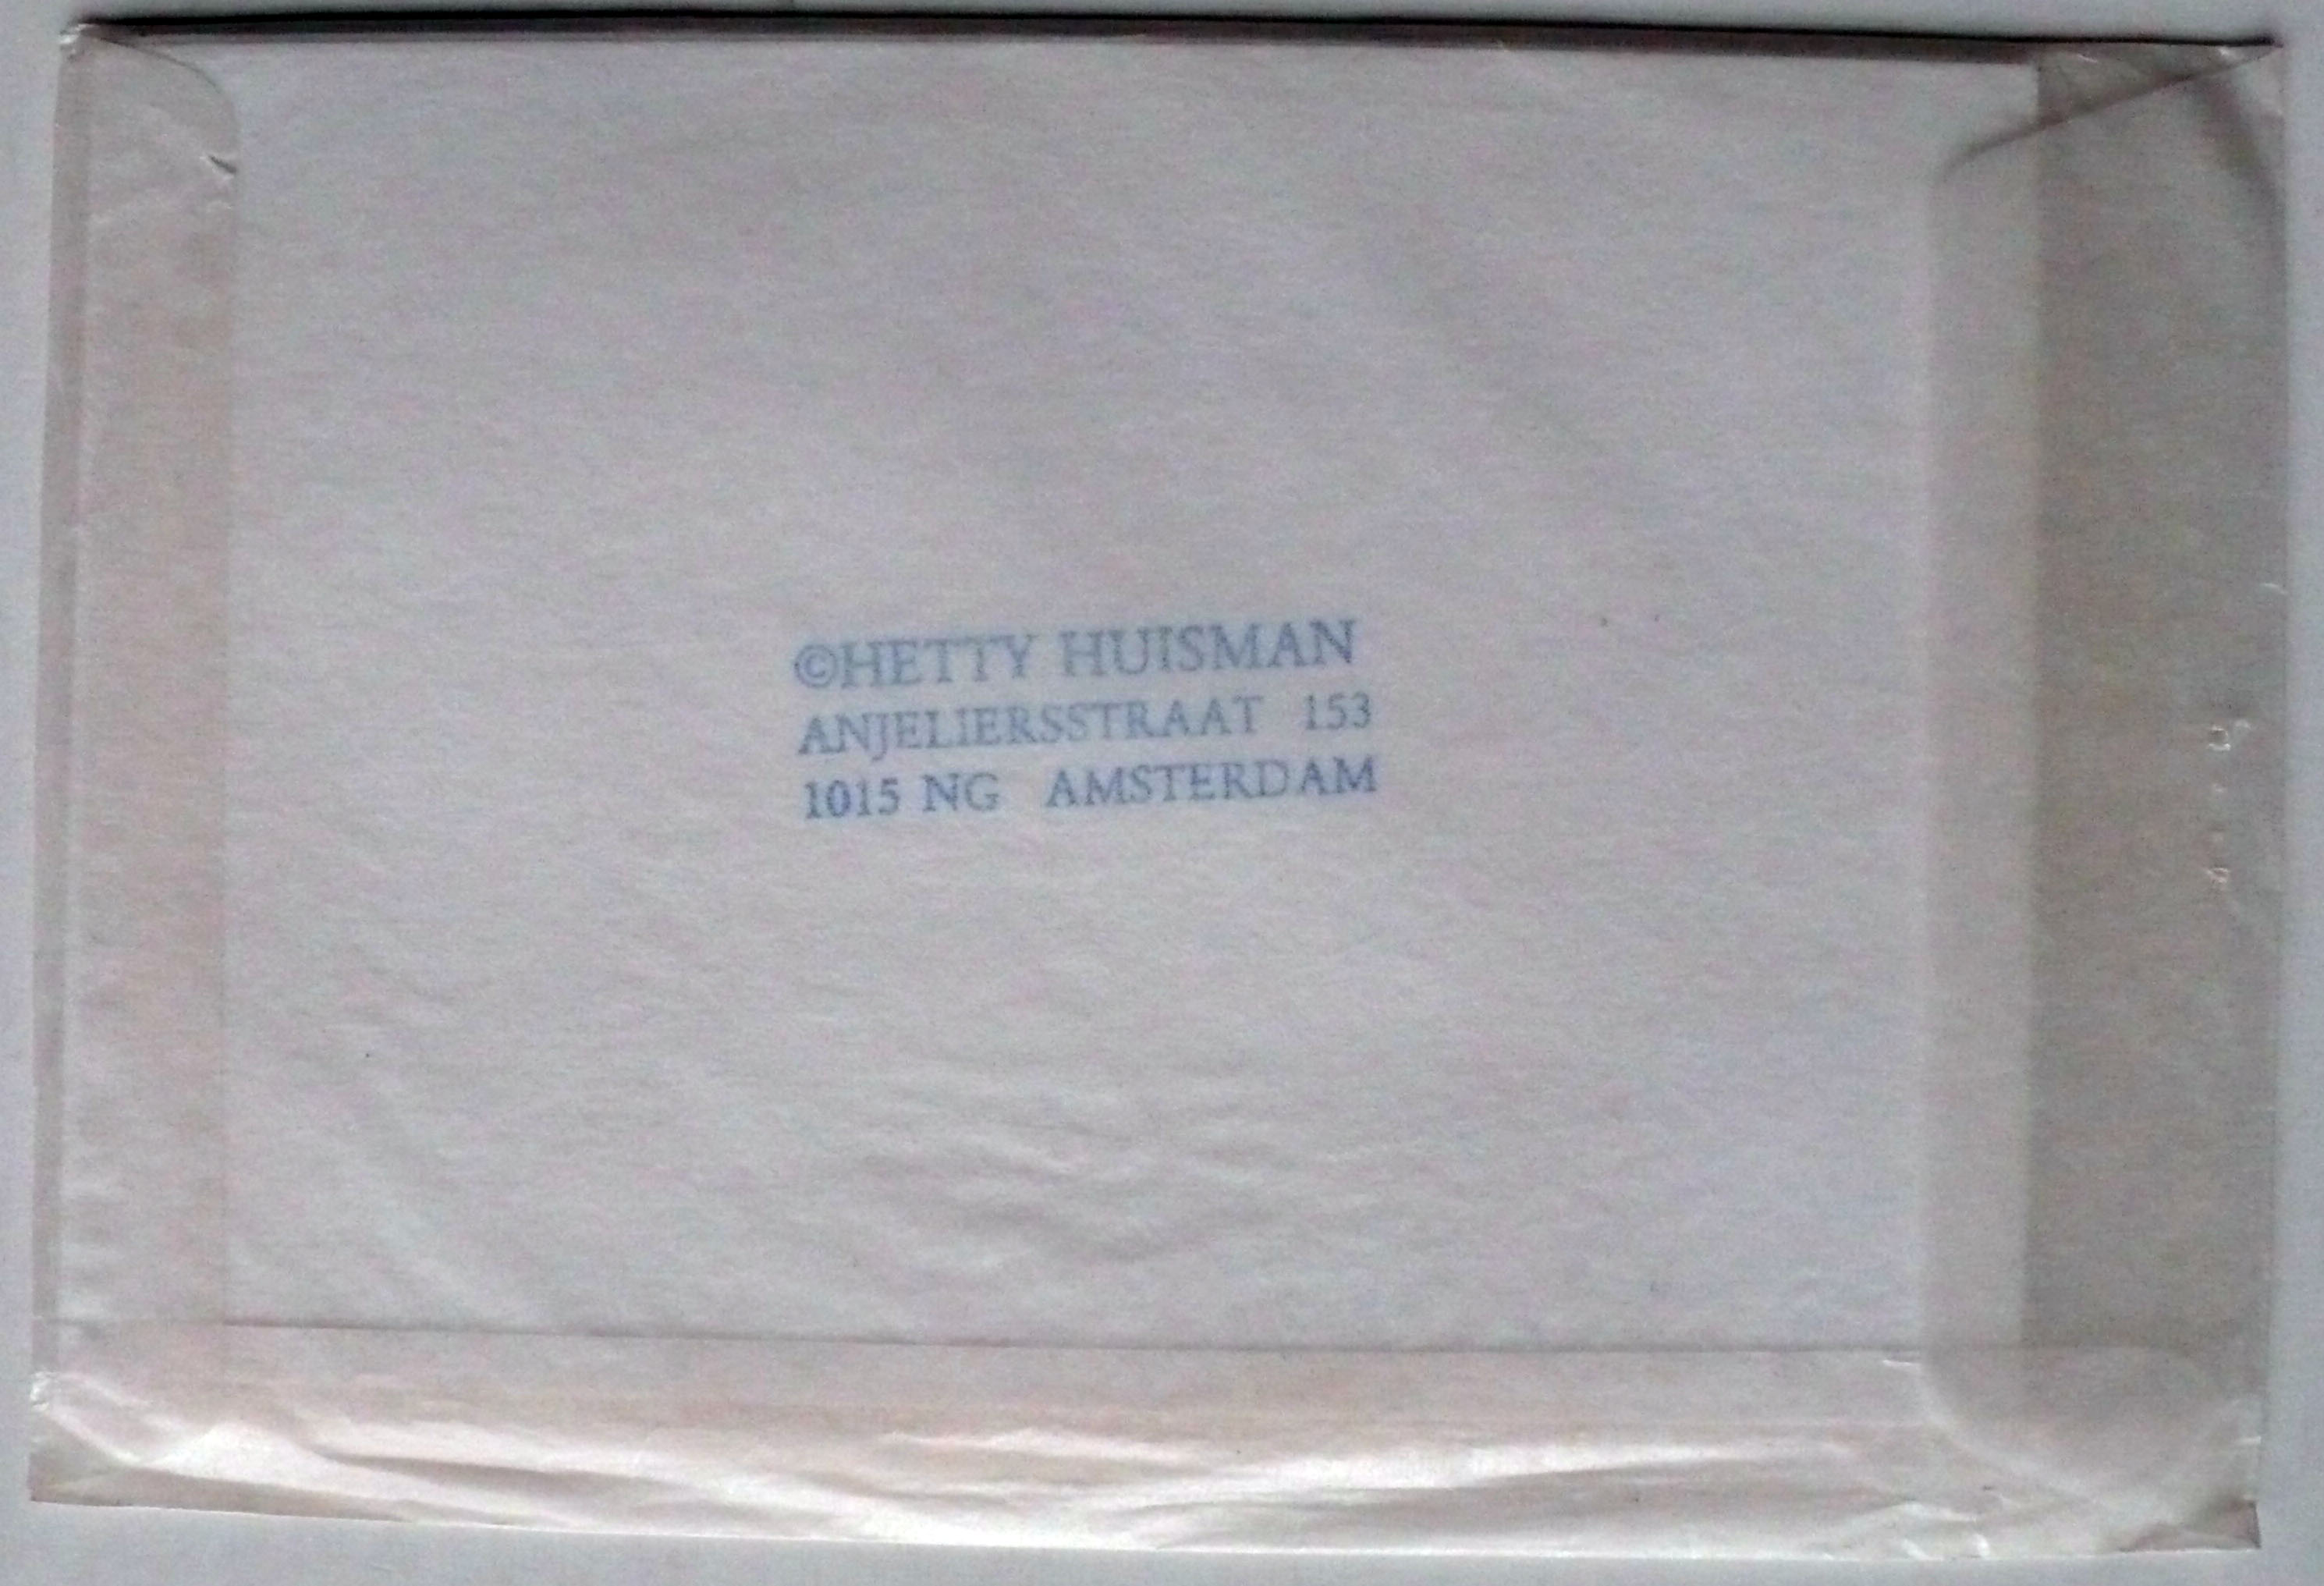 ©HETTY HUISMAN
ANJELIERSSTRAAT 153
1015 NG AMSTERDAM